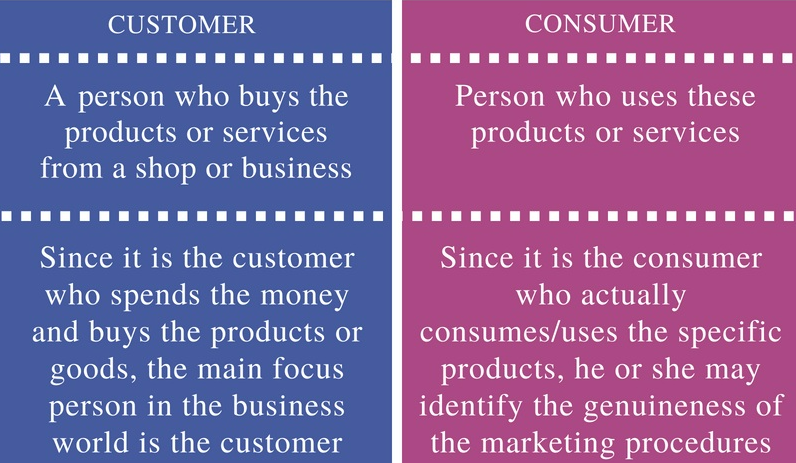 CUSTOMER
A person who buys the
products or services
from a shop or business
Since it is the customer
who spends the money
and buys the products or
goods, the main focus
person in the business
world is the customer
CONSUMER
Person who uses these
products or services
Since it is the consumer
who actually
consumes/uses the specific
products, he or she may
identify the genuineness of
the marketing procedures